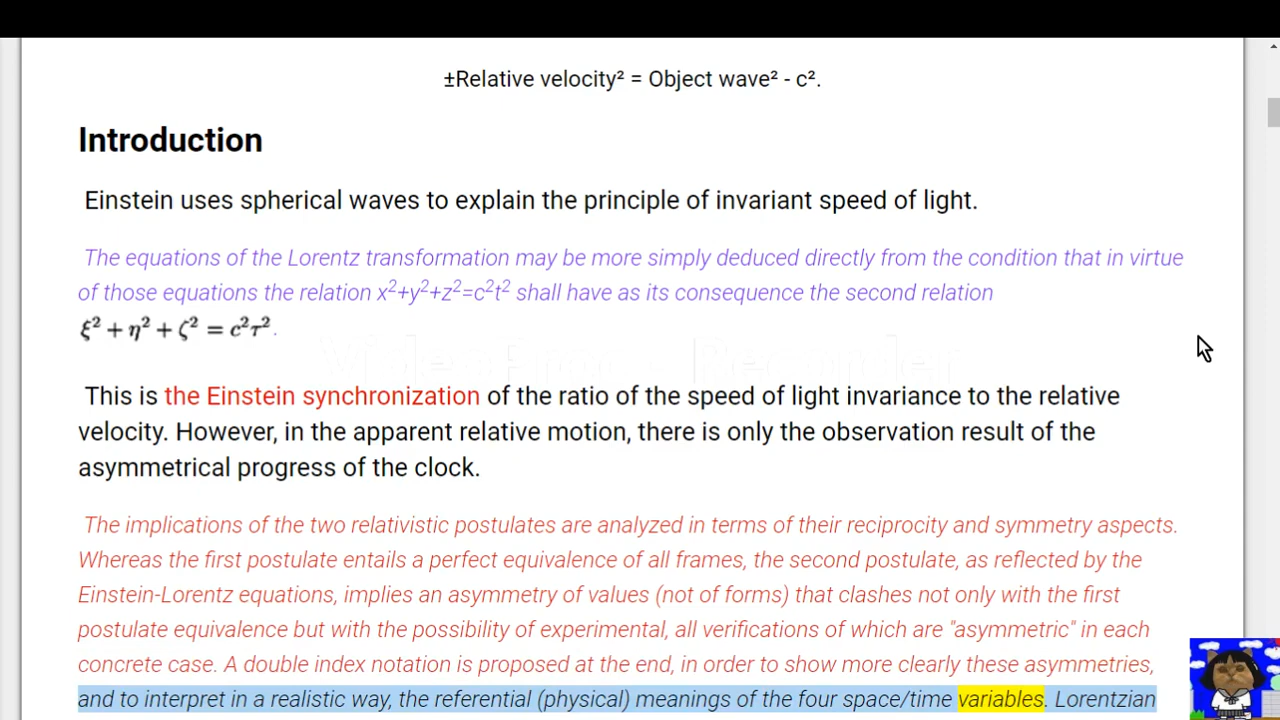 ±Relative velocity² = Object wave² - c².
Introduction
Einstein uses spherical waves to explain the principle of invariant speed of light.
The equations of the Lorentz transformation may be more simply deduced directly from the condition that in virtue
of those equations the relation x²+y²+z²=c²t² shall have as its consequence the second relation
ξ² + η² + ζ² = c²τ².
This is the Einstein synchronization of the ratio of the speed of light invariance to the relative
velocity. However, in the apparent relative motion, there is only the observation result of the
asymmetrical progress of the clock.
The implications of the two relativistic postulates are analyzed in terms of their reciprocity and symmetry aspects.
Whereas the first postulate entails a perfect equivalence of all frames, the second postulate, as reflected by the
Einstein-Lorentz equations, implies an asymmetry of values (not of forms) that clashes not only with the first
postulate equivalence but with the possibility of experimental, all verifications of which are "asymmetric" in each
concrete case. A double index notation is proposed at the end, in order to show more clearly these asymmetries,
and to interpret in a realistic way, the referential (physical) meanings of the four space/time variables. Lorentzian